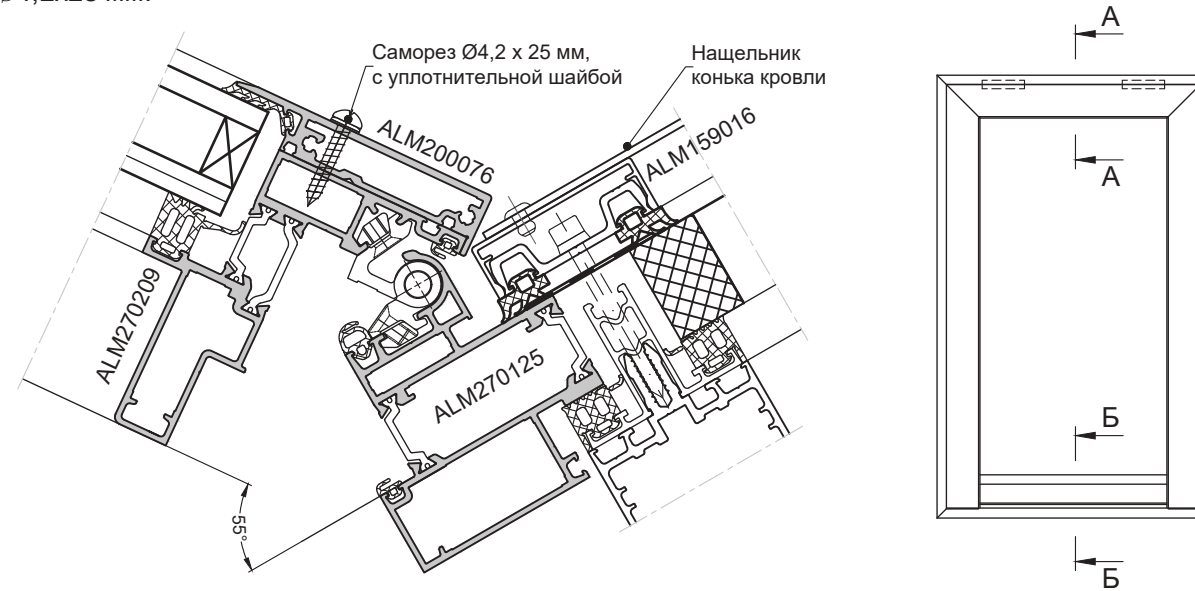 Саморез Ø4,2 x 25 мм,
с уплотнительной шайбой
Нащельник
конька кровли
ALM200076
ALM159016
ALM270209
ALM270125
55°
А
А
Б
Б